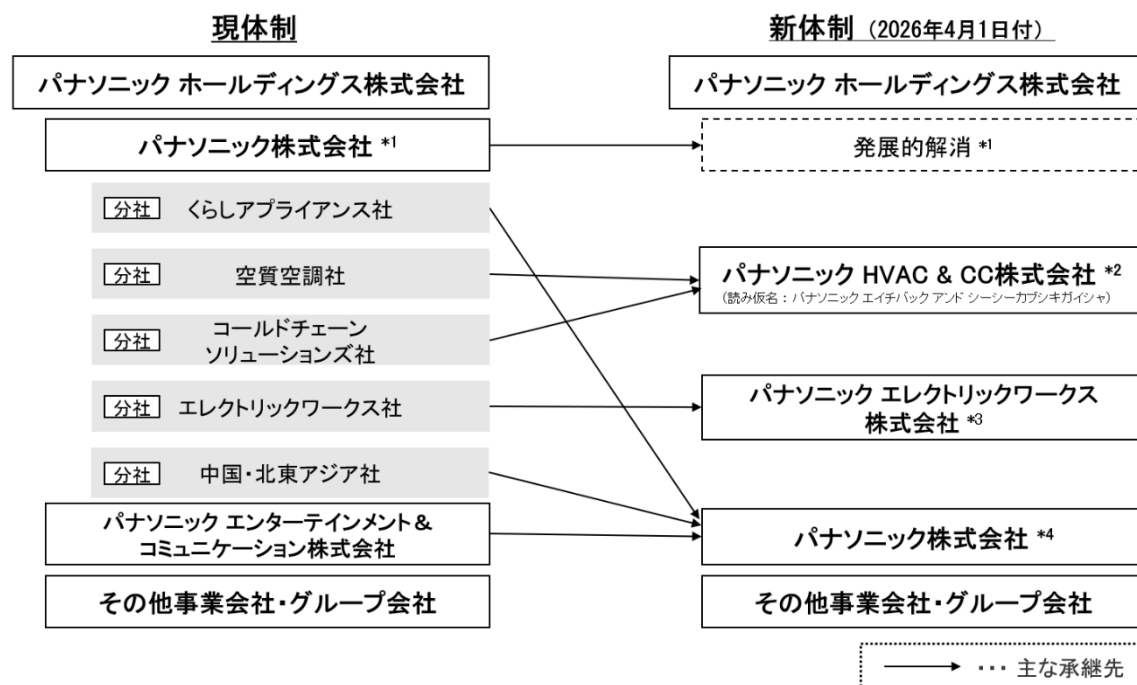 現体制
パナソニック ホールディングス株式会社
パナソニック株式会社 *1
分社 くらしアプライアンス社
分社 空質空調社
分社 コールドチェーン
ソリューションズ社
分社 エレクトリックワークス社
分社 中国・北東アジア社
パナソニック エンターテインメント&
コミュニケーション株式会社
その他事業会社・グループ会社
新体制 (2026年4月1日付)
パナソニック ホールディングス株式会社
発展的解消 *1
パナソニック HVAC & CC株式会社 *2
(読み仮名:パナソニック エイチバック アンド シーシーカブシキガイシャ)
パナソニック エレクトリックワークス
株式会社 *3
パナソニック株式会社 *4
その他事業会社・グループ会社
・・・ 主な承継先